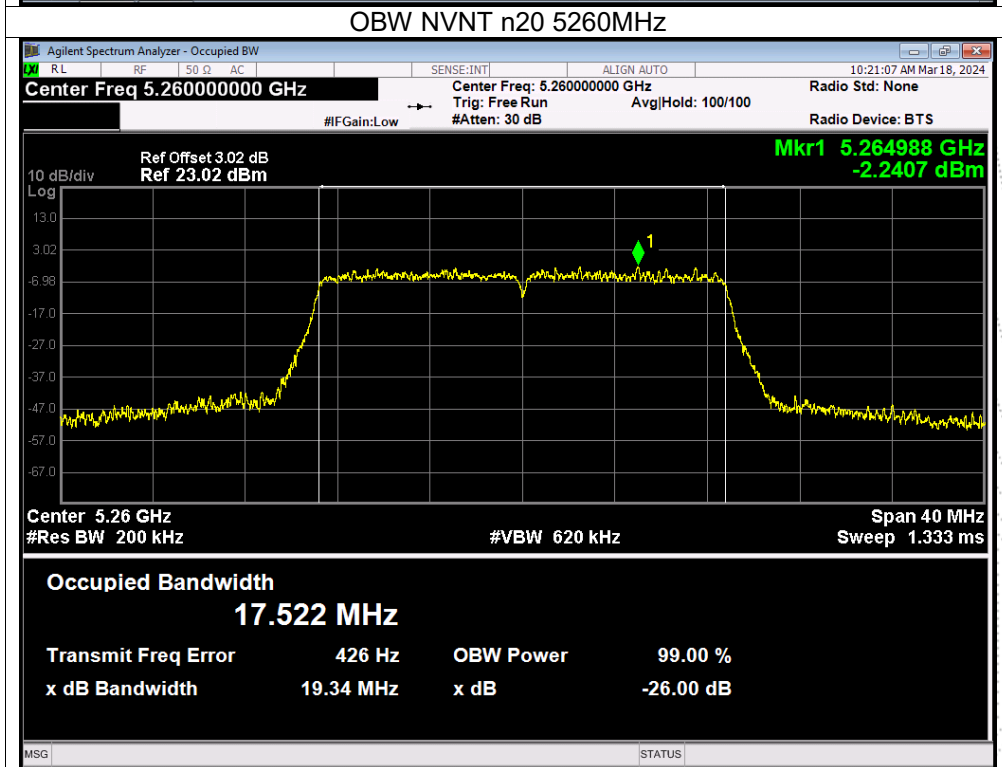 OBW NVNT n20 5260MHz
Agilent Spectrum Analyzer - Occupied BW
LXI RL RF 50 Ω AC SENSE:INT ALIGN AUTO 10:21:07 AM Mar 18, 2024
Center Freq 5.260000000 GHz Center Freq: 5.260000000 GHz Radio Std: None
Trig: Free Run Avg|Hold: 100/100
#IFGain:Low #Atten: 30 dB Radio Device: BTS
Ref Offset 3.02 dB Mkr1 5.264988 GHz
10 dB/div Ref 23.02 dBm -2.2407 dBm
Log
13.0
1
3.02
-6.98
-17.0
-27.0
-37.0
-47.0
-57.0
-67.0
Center 5.26 GHz Span 40 MHz
#Res BW 200 kHz #VBW 620 kHz Sweep 1.333 ms
Occupied Bandwidth
17.522 MHz
Transmit Freq Error 426 Hz OBW Power 99.00 %
x dB Bandwidth 19.34 MHz x dB -26.00 dB
MSG STATUS